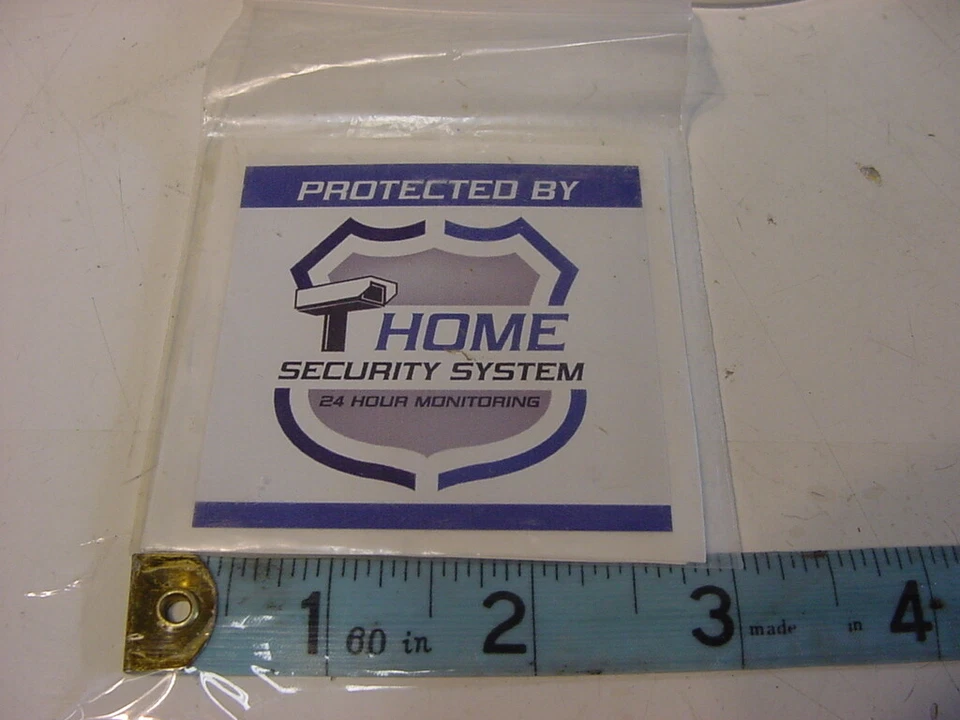 PROTECTED BY
HOME
SECURITY SYSTEM
24 HOUR MONITORING
1 60 in 2 3 made in 4